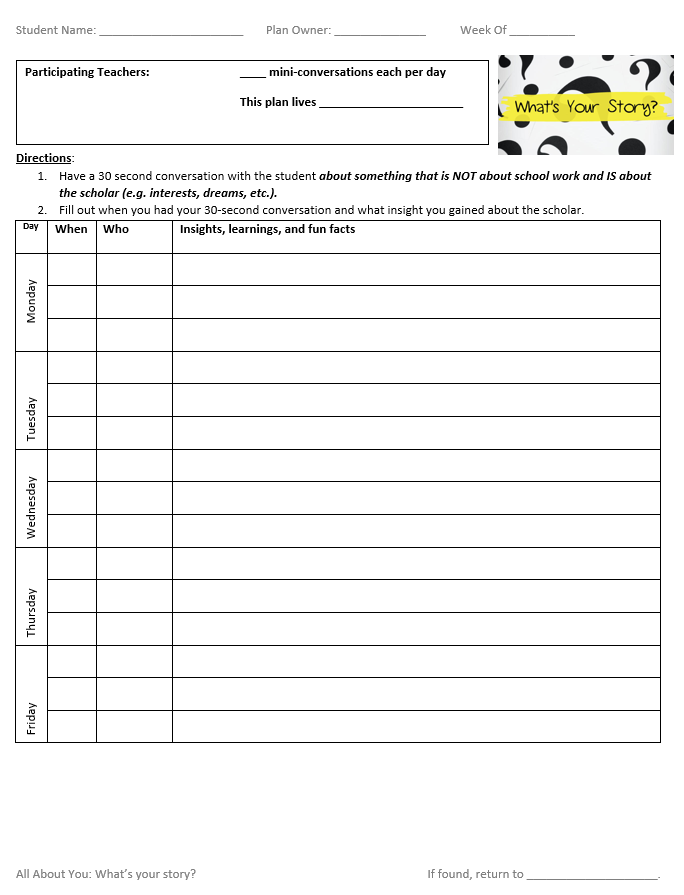 Student Name: ______________________ Plan Owner: ______________ Week Of __________
Participating Teachers: ____ mini-conversations each per day
This plan lives ______________________
What's Your Story?
Directions:
1. Have a 30 second conversation with the student about something that is NOT about school work and IS about
the scholar (e.g. interests, dreams, etc.).
2. Fill out when you had your 30-second conversation and what insight you gained about the scholar.
Day When Who Insights, learnings, and fun facts
Monday
Tuesday
Wednesday
Thursday
Friday
All About You: What's your story? If found, return to ____________________.